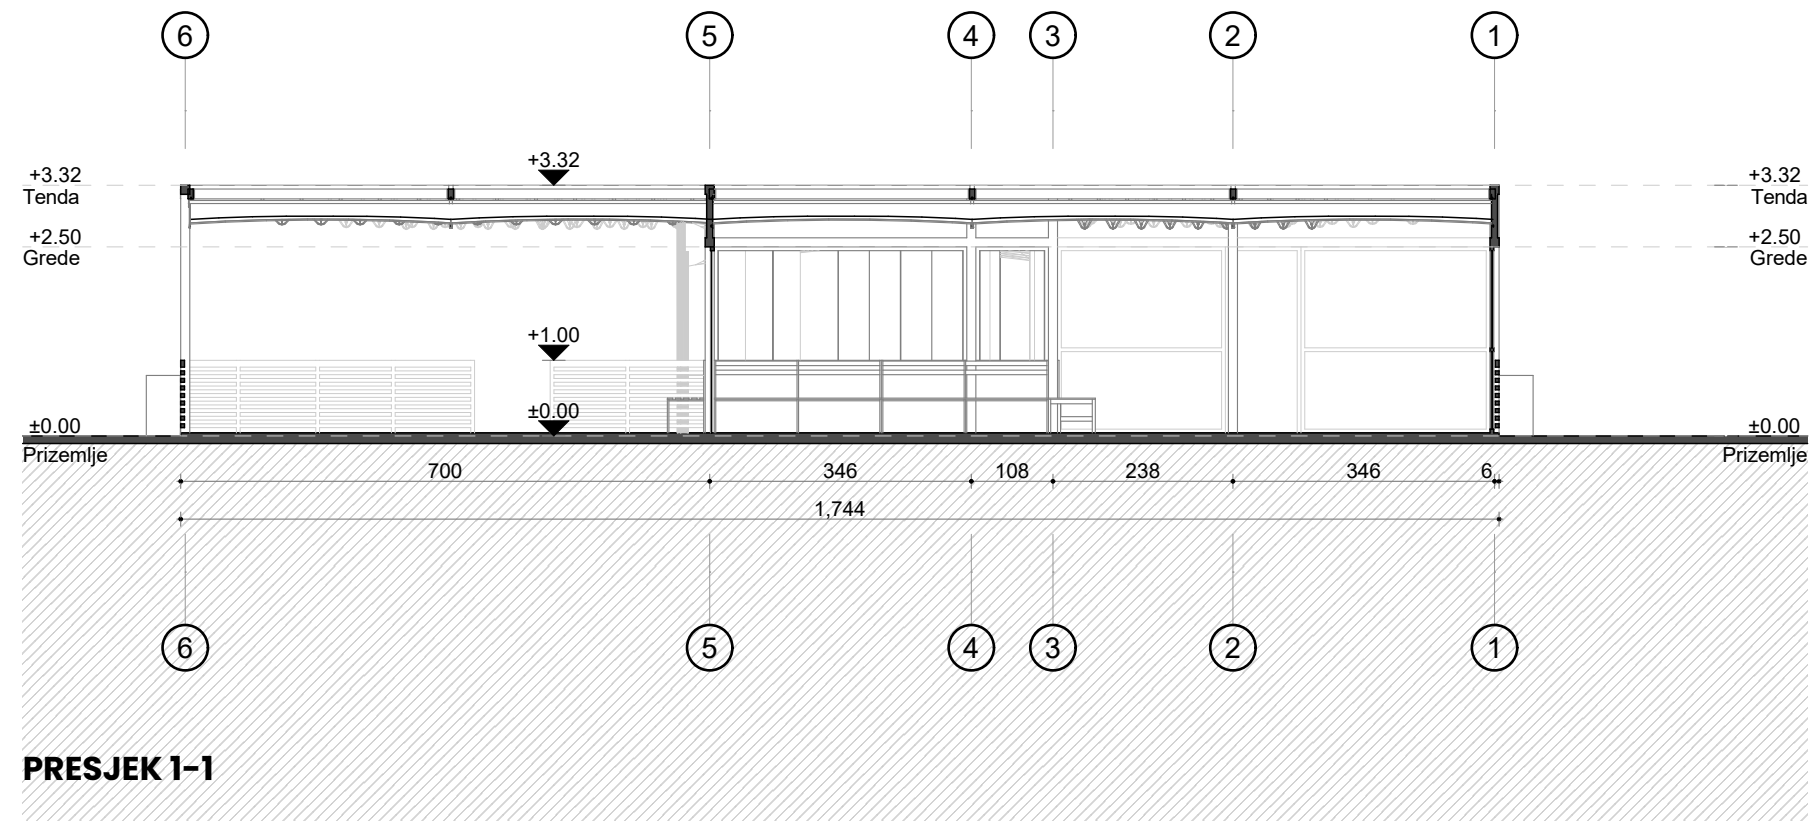 6 5 4 3 2 1
+3.32
+3.32 +3.32
Tenda Tenda
+2.50 +2.50
Grede Grede
+1.00
±0.00
±0.00 ±0.00
Prizemlje Prizemlje
700 346 108 238 346 6
1,744
6 5 4 3 2 1
PRESJEK 1-1